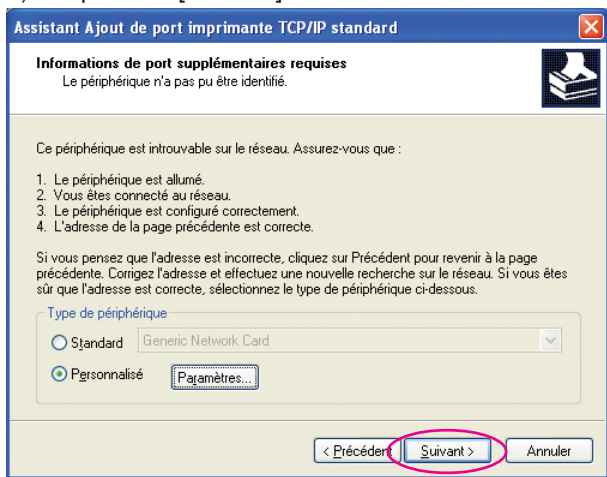 Assistant Ajout de port imprimante TCP/IP standard
Informations de port supplémentaires requises
Le périphérique n'a pas pu être identifié.
Ce périphérique est introuvable sur le réseau. Assurez-vous que :
1. Le périphérique est allumé.
2. Vous êtes connecté au réseau.
3. Le périphérique est configuré correctement.
4. L'adresse de la page précédente est correcte.
Si vous pensez que l'adresse est incorrecte, cliquez sur Précédent pour revenir à la page
précédente. Corrigez l'adresse et effectuez une nouvelle recherche sur le réseau. Si vous êtes
sûr que l'adresse est correcte, sélectionnez le type de périphérique ci-dessous.
Type de périphérique
Standard Generic Network Card
Personnalisé Paramètres...
< Précédent Suivant > Annuler